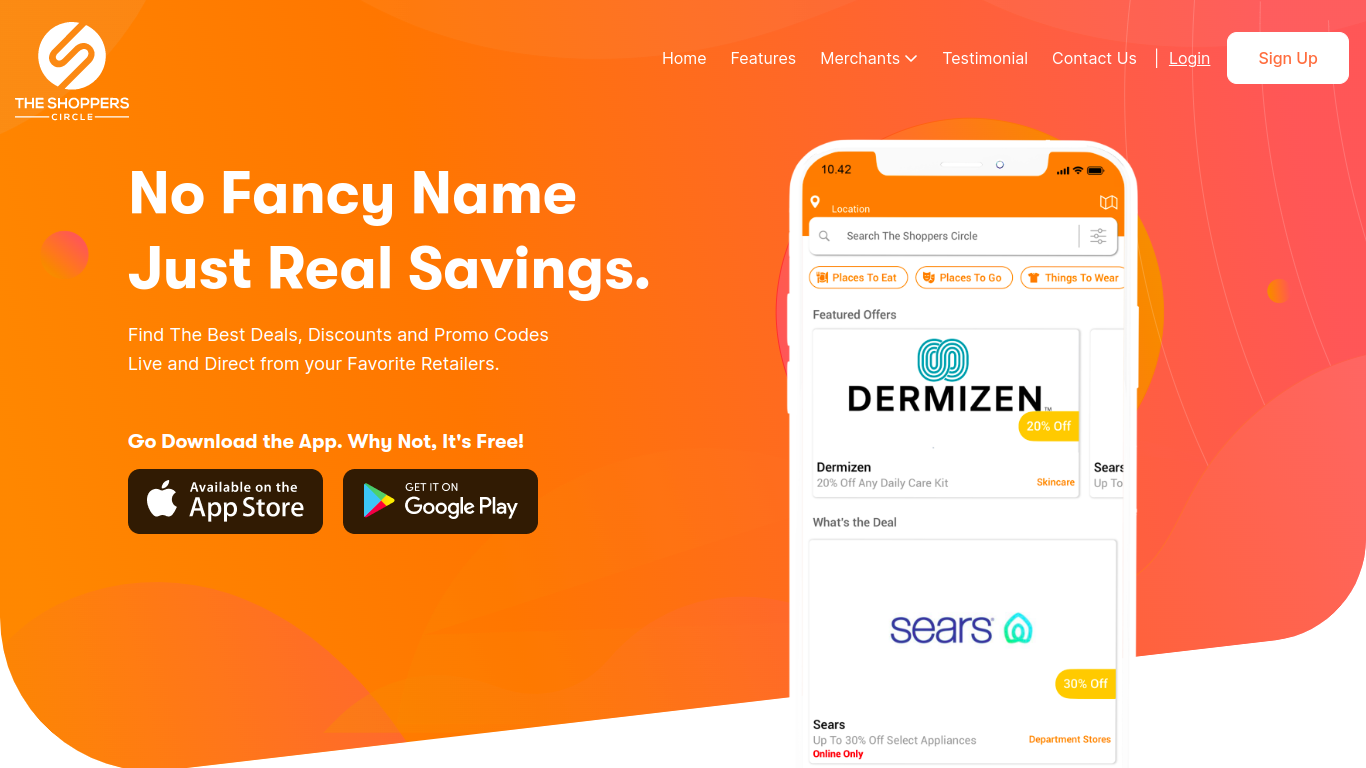 THE SHOPPERS
CIRCLE
Home
Features
Merchants
Testimonial
Contact Us
Login
Sign Up
No Fancy Name
Just Real Savings.
Find The Best Deals, Discounts and Promo Codes
Live and Direct from your Favorite Retailers.
Go Download the App. Why Not, It's Free!
Available on the
App Store
GET IT ON
Google Play
10.42
Location
Search The Shoppers Circle
Places To Eat
Places To Go
Things To Wear
Featured Offers
DERMIZEN™
20% Off
Dermizen
20% Off Any Daily Care Kit
Skincare
Sears
Up To
What's the Deal
sears
30% Off
Sears
Up To 30% Off Select Appliances
Department Stores
Online Only